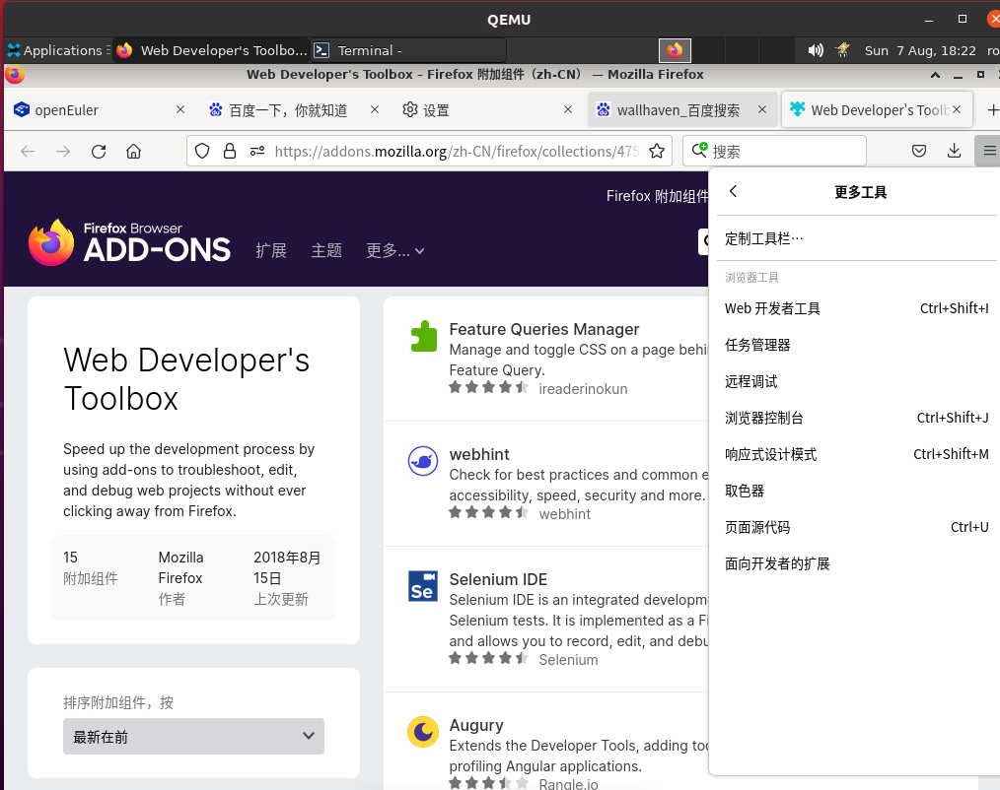 QEMU
Applications
Web Developer's Toolbo...
Terminal -
Sun 7 Aug, 18:22
ro
Web Developer's Toolbox – Firefox 附加组件（zh-CN） — Mozilla Firefox
openEuler
百度一下，你就知道
设置
wallhaven_百度搜索
Web Developer's Toolb
https://addons.mozilla.org/zh-CN/firefox/collections/475
搜索
Firefox 附加组件
Firefox Browser
ADD-ONS
扩展
主题
更多...
Web Developer's
Toolbox
Speed up the development process by
using add-ons to troubleshoot, edit,
and debug web projects without ever
clicking away from Firefox.
15
附加组件
Mozilla
Firefox
作者
2018年8月
15日
上次更新
排序附加组件，按
最新在前
Feature Queries Manager
Manage and toggle CSS on a page behi
Feature Query.
ireaderinokun
webhint
Check for best practices and common e
accessibility, speed, security and more.
webhint
Se
Selenium IDE
Selenium IDE is an integrated developm
Selenium tests. It is implemented as a Fi
and allows you to record, edit, and debu
Selenium
Augury
Extends the Developer Tools, adding too
profiling Angular applications.
Rangle.io
更多工具
定制工具栏…
浏览器工具
Web 开发者工具 Ctrl+Shift+I
任务管理器
远程调试
浏览器控制台 Ctrl+Shift+J
响应式设计模式 Ctrl+Shift+M
取色器
页面源代码 Ctrl+U
面向开发者的扩展